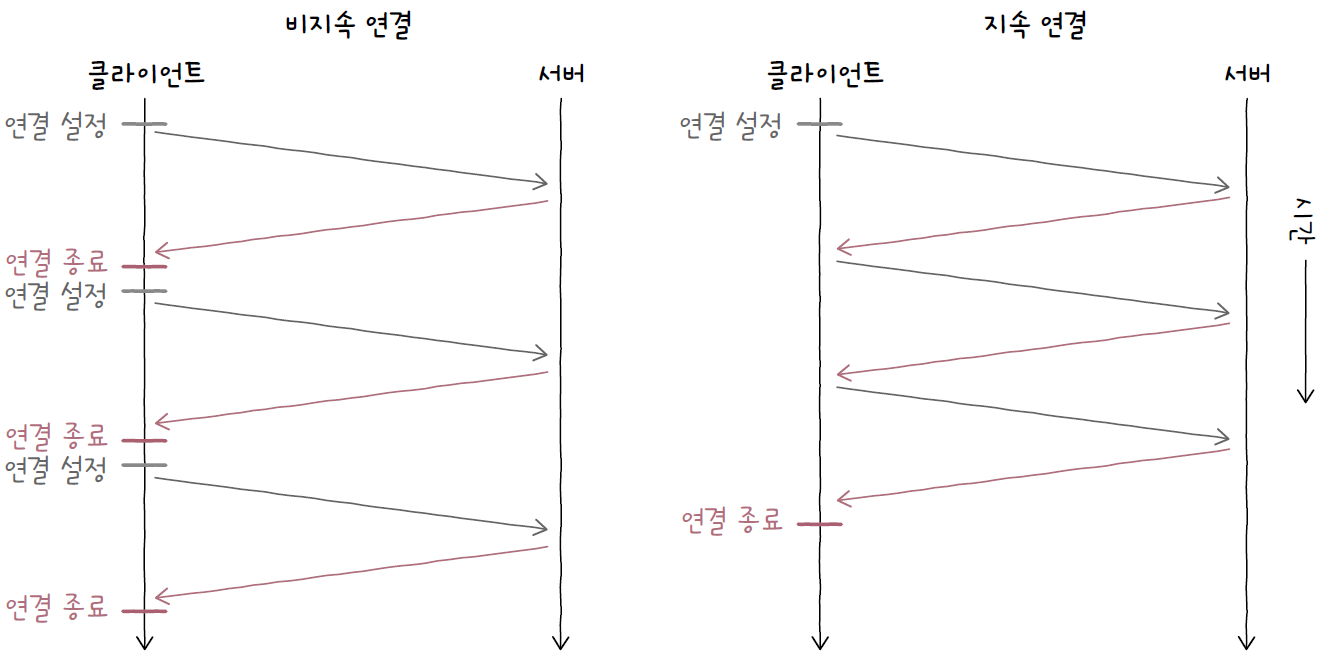 비지속 연결
클라이언트
서버
연결 설정
연결 종료
연결 설정
연결 종료
연결 설정
연결 종료
지속 연결
클라이언트
서버
연결 설정
연결 종료
시간